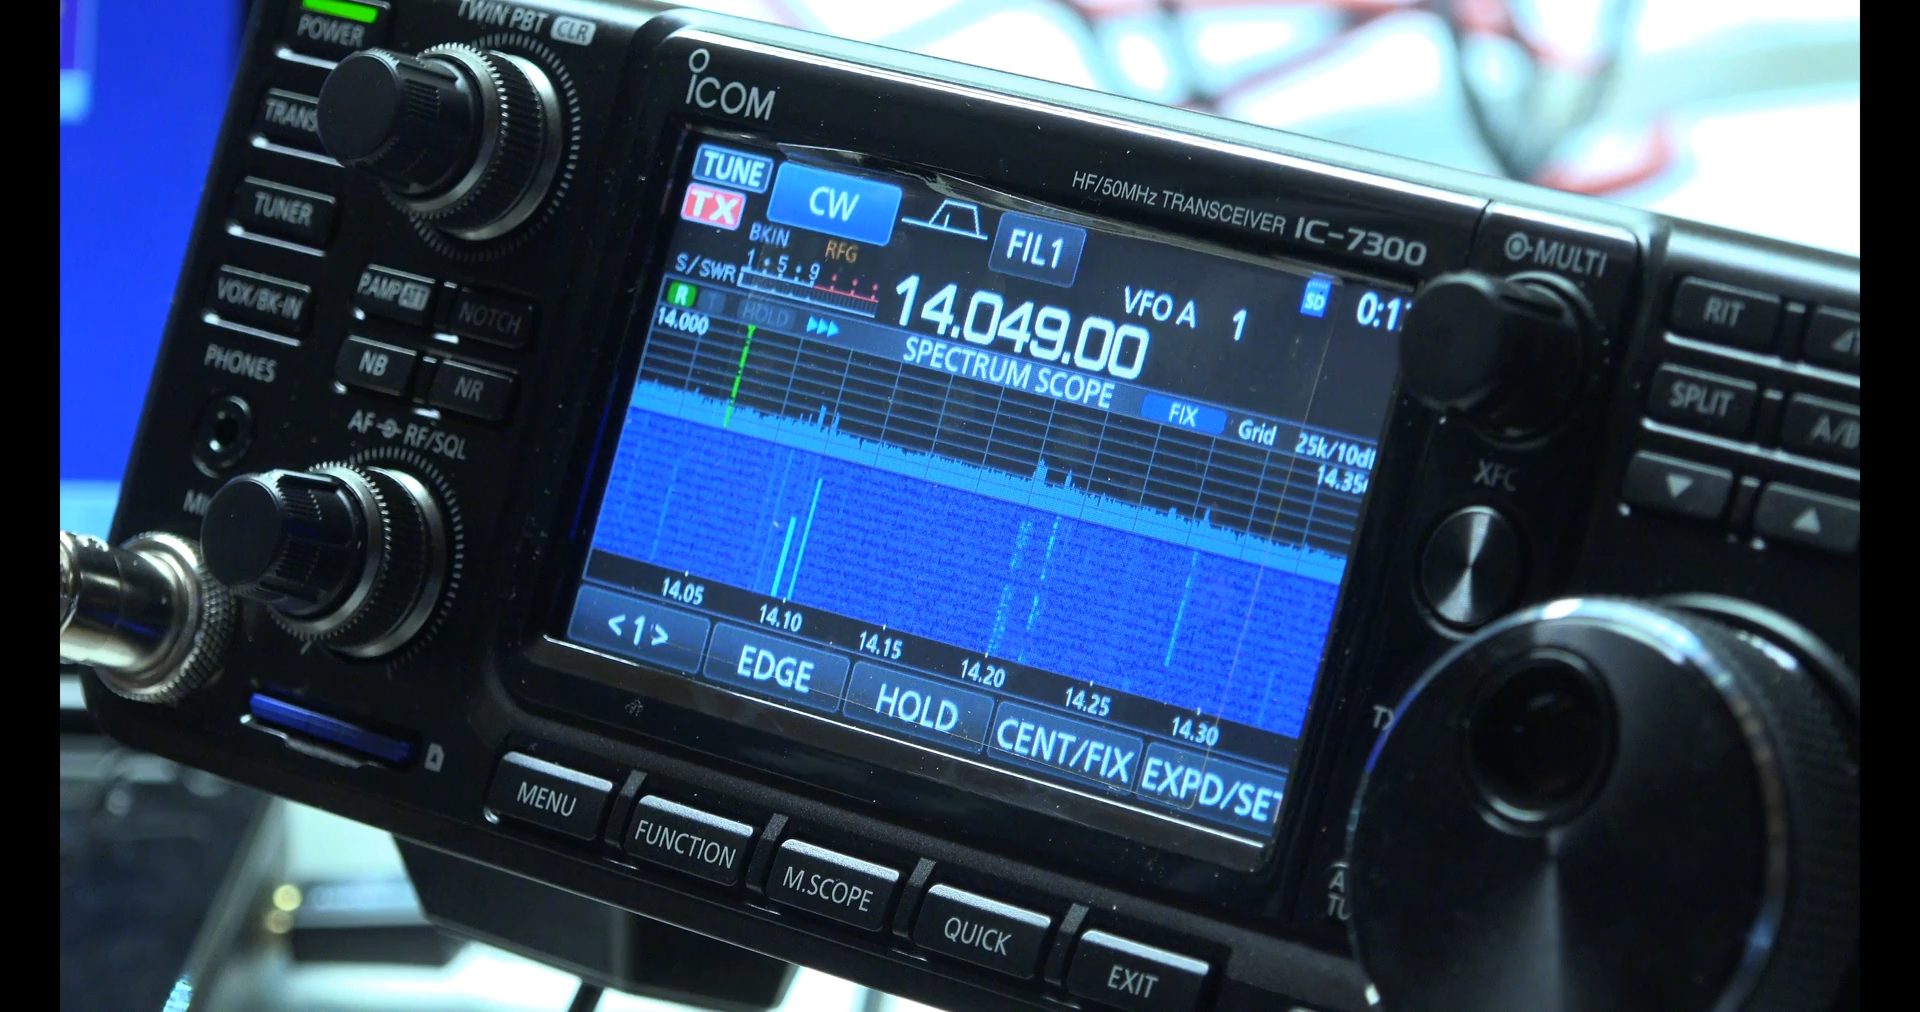 POWER
TWIN PBT CLR
TUNER
VOX/BK-IN
PHONES
P.AMP ATT
NOTCH
NB
NR
AF RF/SQL
ICOM
HF/50MHz TRANSCEIVER IC-7300
TUNE
TX
CW
BKIN
RFG
FIL1
S/SWR
1 5 9
R T
HOLD
VFO A 1
SD
14.049.00
14.000
SPECTRUM SCOPE
FIX
Grid
14.05
14.10
14.15
14.20
14.25
14.30
<1>
EDGE
HOLD
CENT/FIX
MENU
FUNCTION
M.SCOPE
QUICK
EXIT
MULTI
RIT
SPLIT
XFC